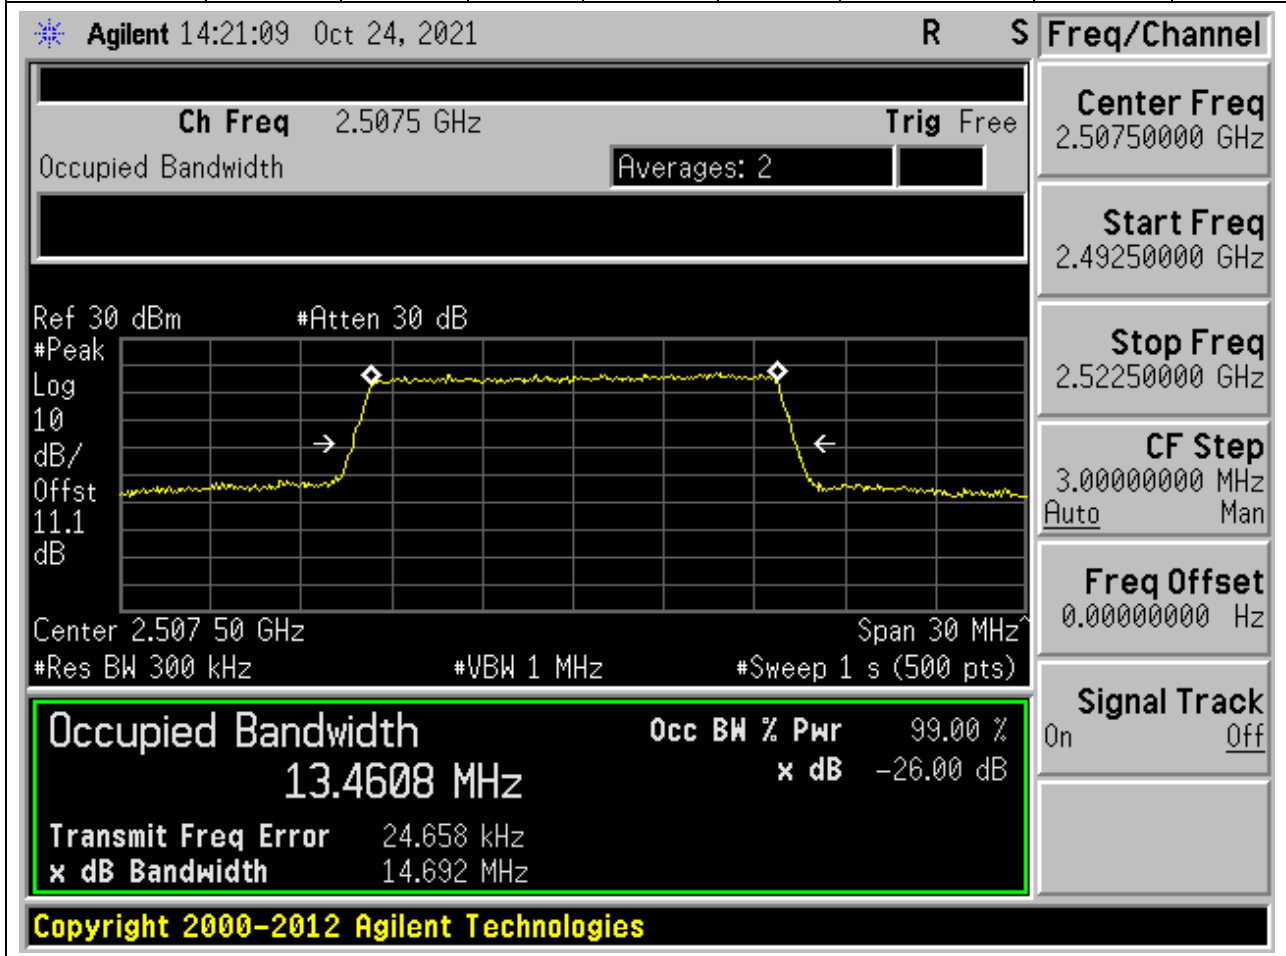 Agilent 14:21:09 Oct 24, 2021 R S
Ch Freq 2.5075 GHz Trig Free
Occupied Bandwidth Averages: 2
Ref 30 dBm #Atten 30 dB
#Peak
Log
10
dB/
Offst
11.1
dB
Center 2.507 50 GHz Span 30 MHz^
#Res BW 300 kHz #VBW 1 MHz #Sweep 1 s (500 pts)
Occupied Bandwidth Occ BW % Pwr 99.00 %
13.4608 MHz x dB -26.00 dB
Transmit Freq Error 24.658 kHz
x dB Bandwidth 14.692 MHz
Copyright 2000-2012 Agilent Technologies
Freq/Channel
Center Freq
2.50750000 GHz
Start Freq
2.49250000 GHz
Stop Freq
2.52250000 GHz
CF Step
3.00000000 MHz
Auto Man
Freq Offset
0.00000000 Hz
Signal Track
On Off